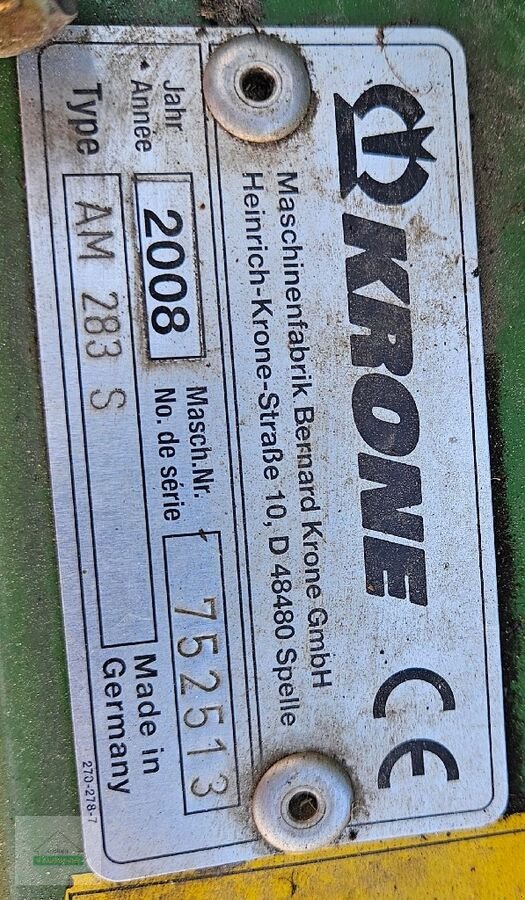 KRONE CE
Maschinenfabrik Bernard Krone GmbH
Heinrich-Krone-Straße 10, D 48480 Spelle
Jahr
Année
2008
Masch.Nr.
No. de série
752513
Type
AM 283 S
Made in
Germany
270-278-7